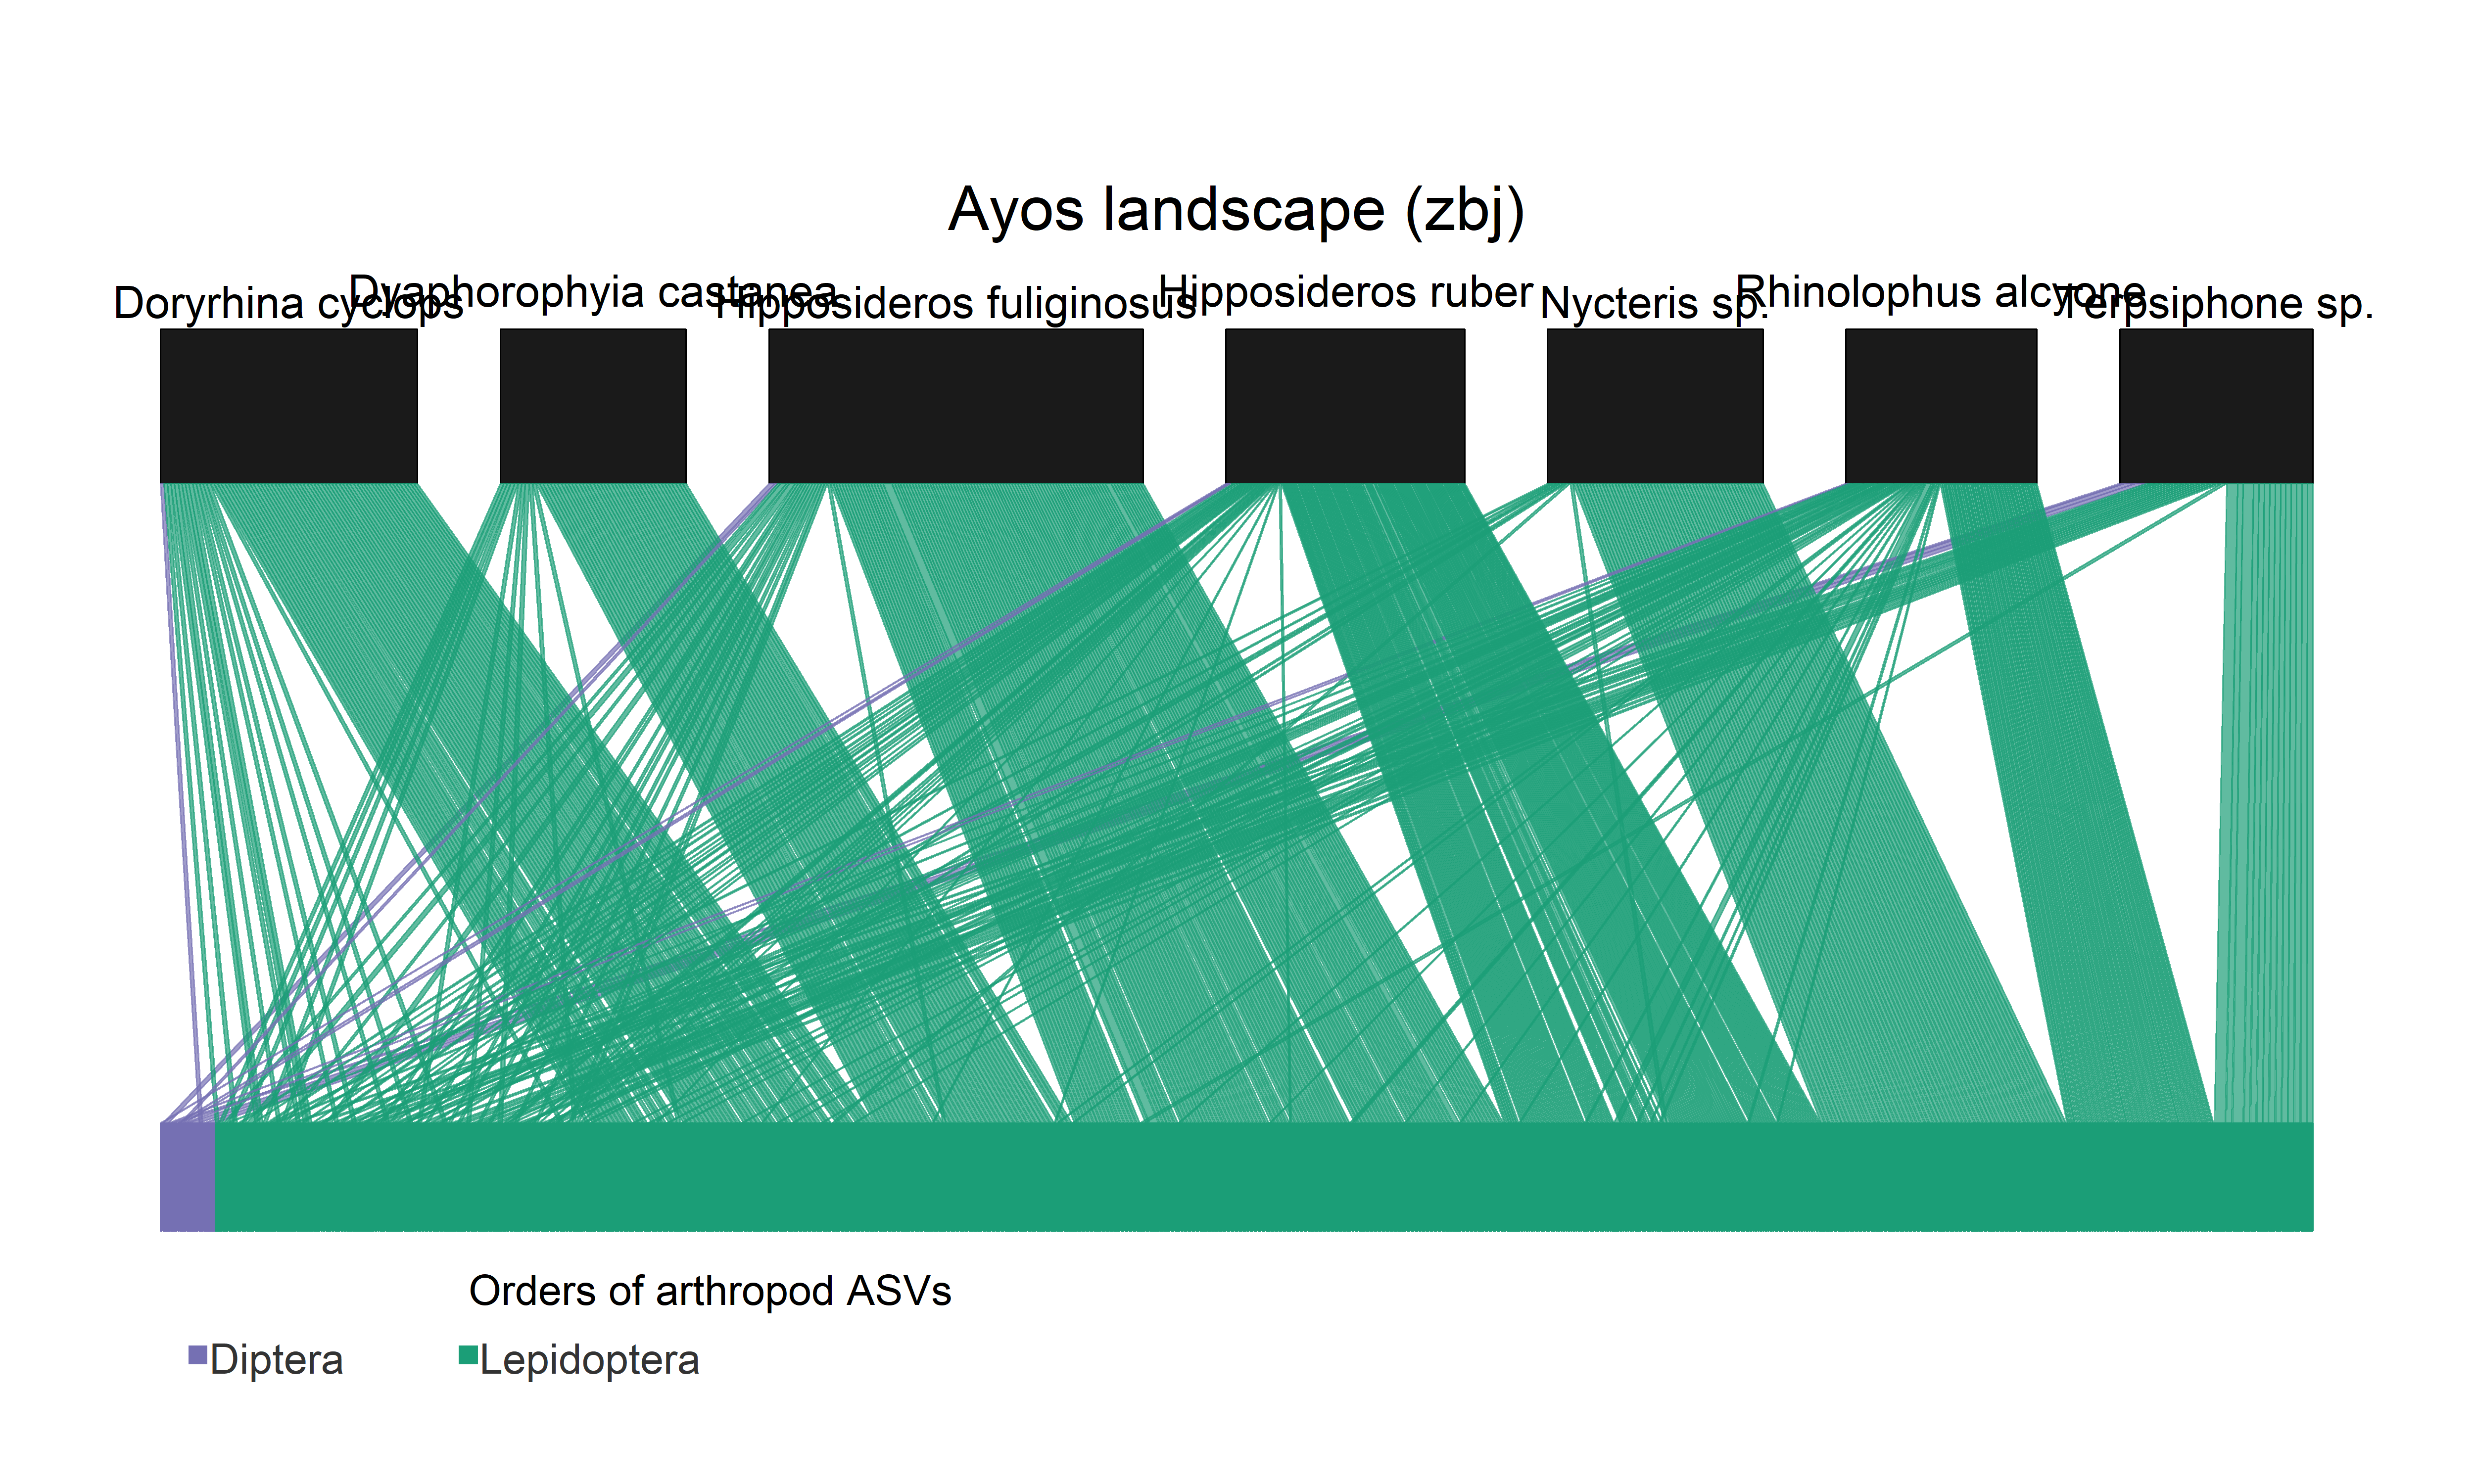 Ayos landscape (zbj)
Doryrhina cyclops
Dyaphorophyia castanea
Hipposideros fuliginosus
Hipposideros ruber
Nycteris sp.
Rhinolophus alcyone
Terpsiphone sp.
Orders of arthropod ASVs
Diptera
Lepidoptera